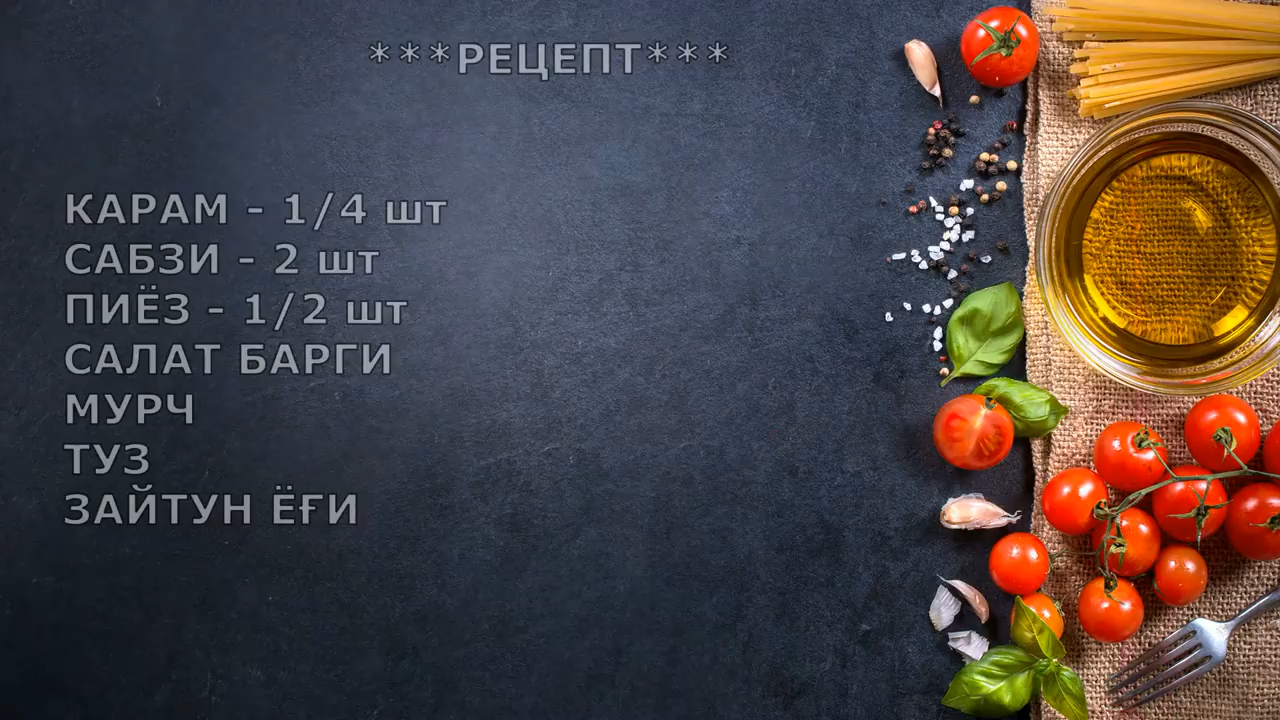 ***РЕЦЕПТ***
КАРАМ - 1/4 шт
САБЗИ - 2 шт
ПИЁЗ - 1/2 шт
САЛАТ БАРГИ
МУРЧ
ТУЗ
ЗАЙТУН ЁҒИ